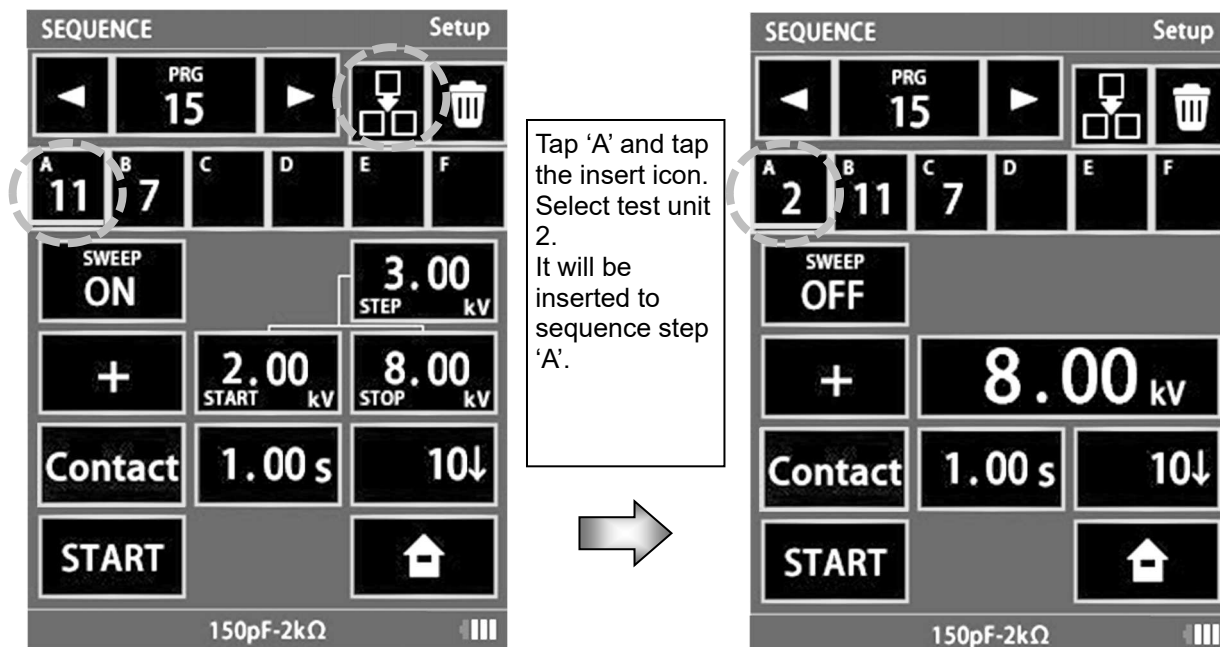 SEQUENCE Setup
PRG
15
A B C D E F
11 7
SWEEP
ON
3.00
STEP kV
+
2.00
START kV
8.00
STOP kV
Contact 1.00 s 10↓
START
150pF-2kΩ
Tap ‘A’ and tap
the insert icon.
Select test unit
2.
It will be
inserted to
sequence step
‘A’.
SEQUENCE Setup
PRG
15
A B C D E F
2 11 7
SWEEP
OFF
+ 8.00 kV
Contact 1.00 s 10↓
START
150pF-2kΩ